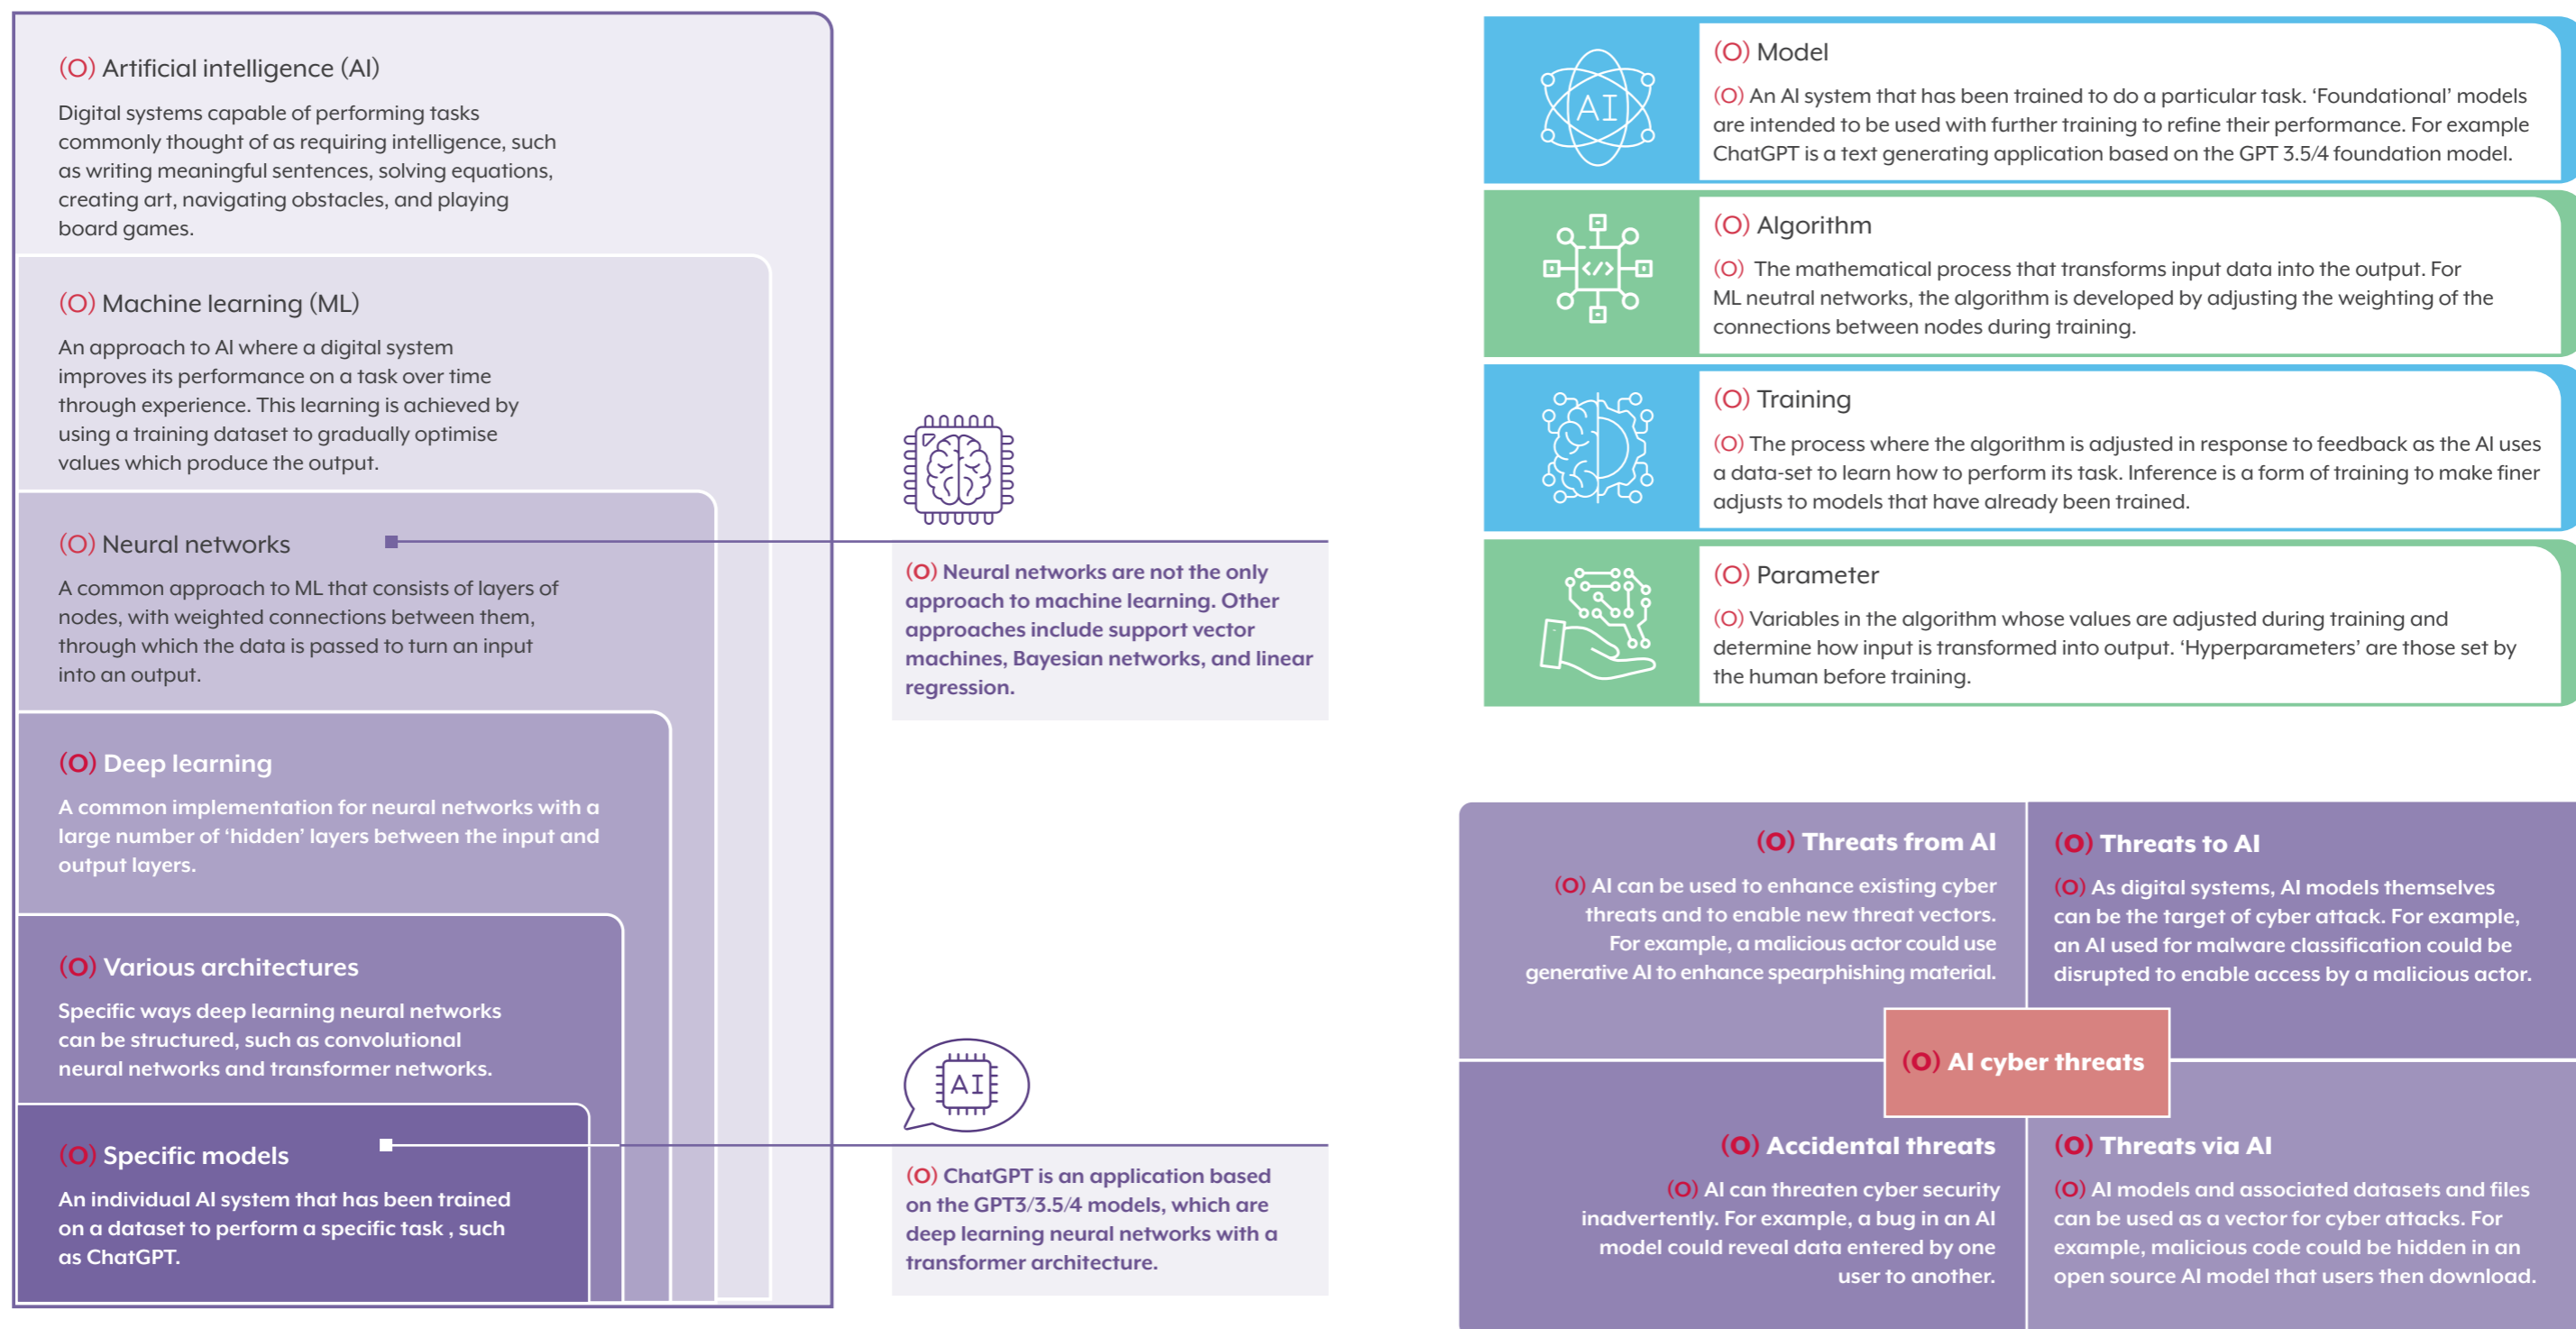 (O) Artificial intelligence (AI)
Digital systems capable of performing tasks
commonly thought of as requiring intelligence, such
as writing meaningful sentences, solving equations,
creating art, navigating obstacles, and playing
board games.
(O) Machine learning (ML)
An approach to AI where a digital system
improves its performance on a task over time
through experience. This learning is achieved by
using a training dataset to gradually optimise
values which produce the output.
(O) Neural networks
A common approach to ML that consists of layers of
nodes, with weighted connections between them,
through which the data is passed to turn an input
into an output.
(O) Deep learning
A common implementation for neural networks with a
large number of ‘hidden’ layers between the input and
output layers.
(O) Various architectures
Specific ways deep learning neural networks
can be structured, such as convolutional
neural networks and transformer networks.
(O) Specific models
An individual AI system that has been trained
on a dataset to perform a specific task , such
as ChatGPT.
(O) Neural networks are not the only
approach to machine learning. Other
approaches include support vector
machines, Bayesian networks, and linear
regression.
AI
(O) ChatGPT is an application based
on the GPT3/3.5/4 models, which are
deep learning neural networks with a
transformer architecture.
AI
(O) Model
(O) An AI system that has been trained to do a particular task. ‘Foundational’ models
are intended to be used with further training to refine their performance. For example
ChatGPT is a text generating application based on the GPT 3.5/4 foundation model.
</>
(O) Algorithm
(O) The mathematical process that transforms input data into the output. For
ML neutral networks, the algorithm is developed by adjusting the weighting of the
connections between nodes during training.
(O) Training
(O) The process where the algorithm is adjusted in response to feedback as the AI uses
a data-set to learn how to perform its task. Inference is a form of training to make finer
adjusts to models that have already been trained.
(O) Parameter
(O) Variables in the algorithm whose values are adjusted during training and
determine how input is transformed into output. ‘Hyperparameters’ are those set by
the human before training.
(O) Threats from AI
(O) AI can be used to enhance existing cyber
threats and to enable new threat vectors.
For example, a malicious actor could use
generative AI to enhance spearphishing material.
(O) Threats to AI
(O) As digital systems, AI models themselves
can be the target of cyber attack. For example,
an AI used for malware classification could be
disrupted to enable access by a malicious actor.
(O) AI cyber threats
(O) Accidental threats
(O) AI can threaten cyber security
inadvertently. For example, a bug in an AI
model could reveal data entered by one
user to another.
(O) Threats via AI
(O) AI models and associated datasets and files
can be used as a vector for cyber attacks. For
example, malicious code could be hidden in an
open source AI model that users then download.